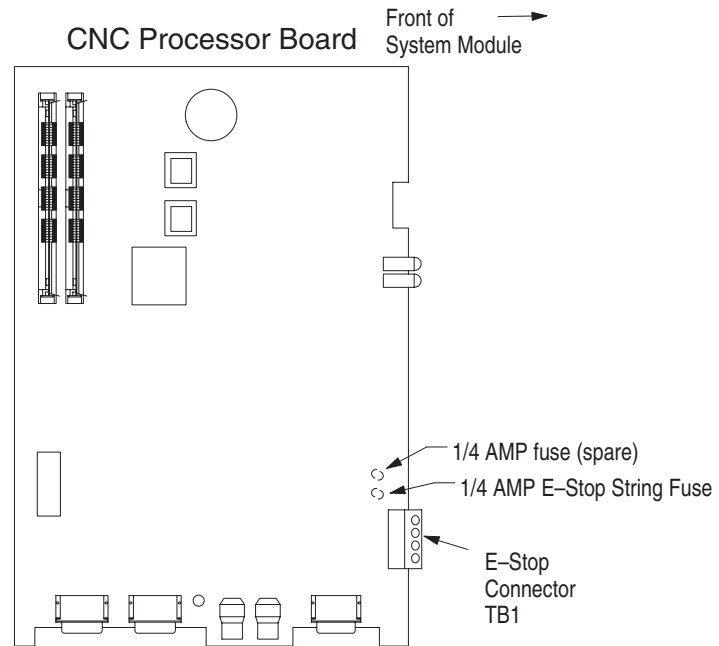 Front of
System Module
CNC Processor Board
1/4 AMP fuse (spare)
1/4 AMP E–Stop String Fuse
E–Stop
Connector
TB1